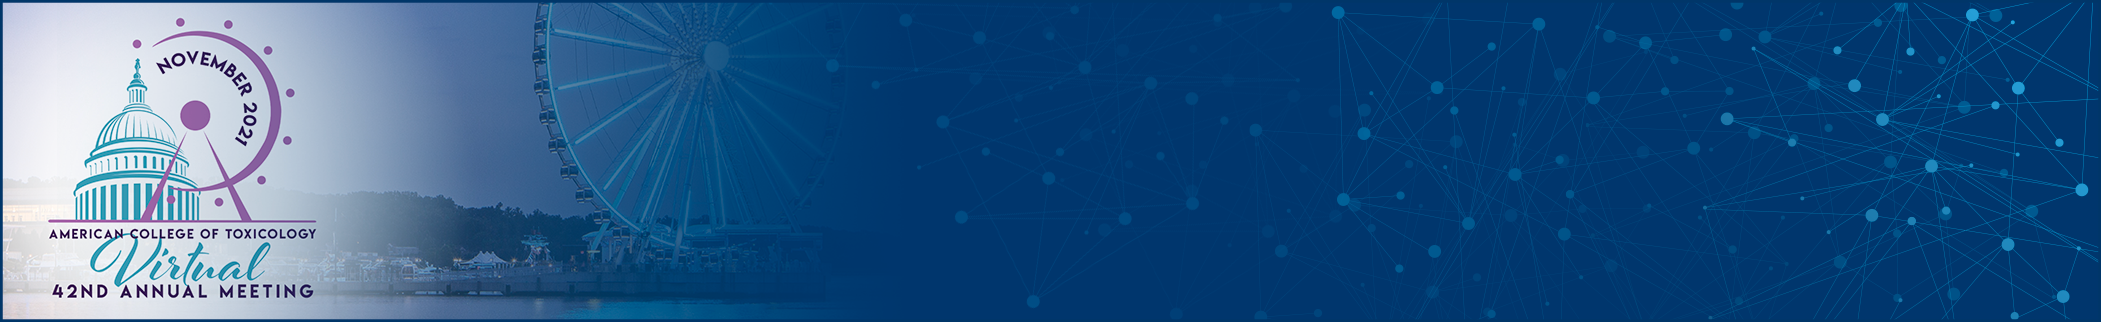 NOVEMBER 2021
AMERICAN COLLEGE OF TOXICOLOGY
Virtual
42ND ANNUAL MEETING